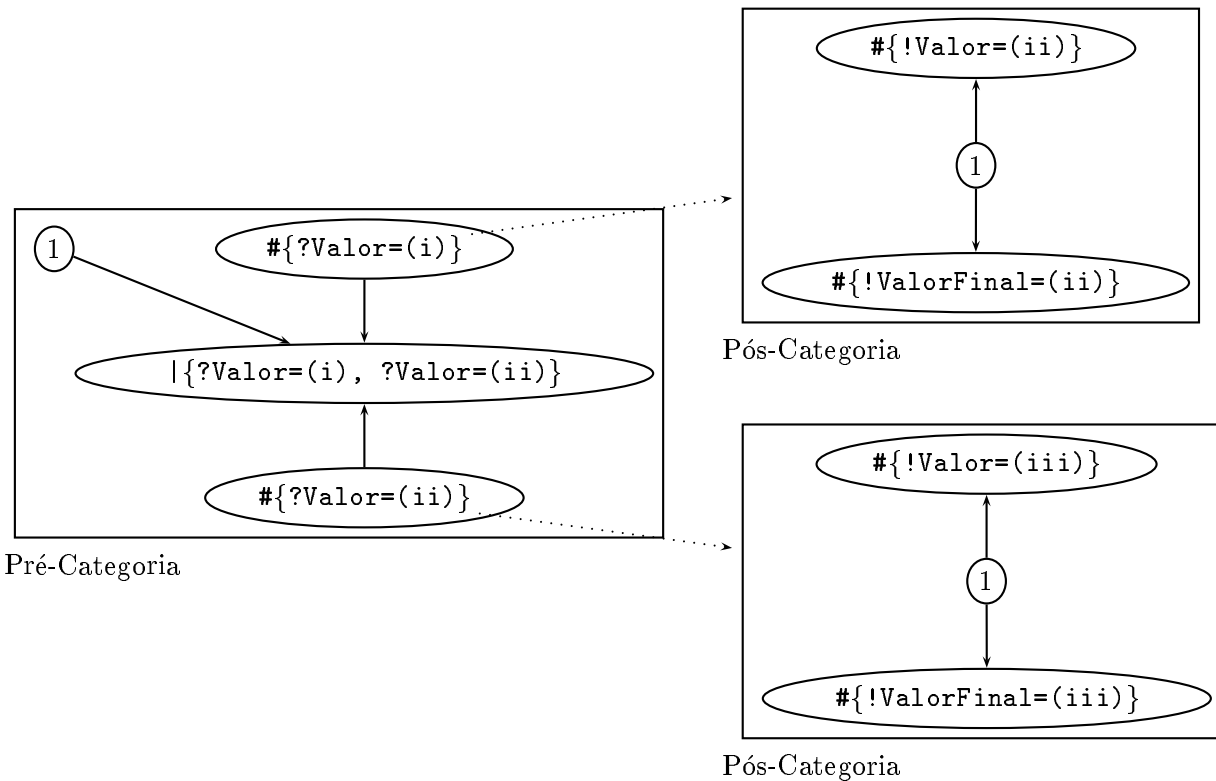 #{!Valor=(ii)}
1
#{!ValorFinal=(ii)}
Pós-Categoria
1
#{?Valor=(i)}
|{?Valor=(i), ?Valor=(ii)}
#{?Valor=(ii)}
Pré-Categoria
#{!Valor=(iii)}
1
#{!ValorFinal=(iii)}
Pós-Categoria